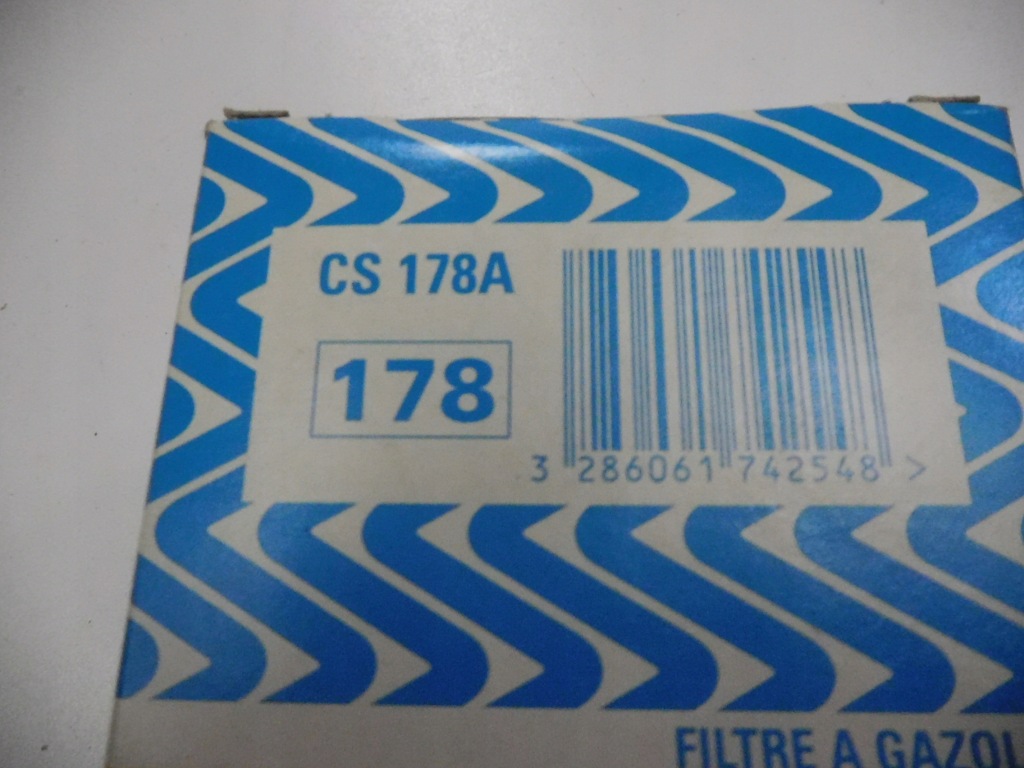 CS 178A
178
3 286061 742548 >
FILTRE A GAZOL